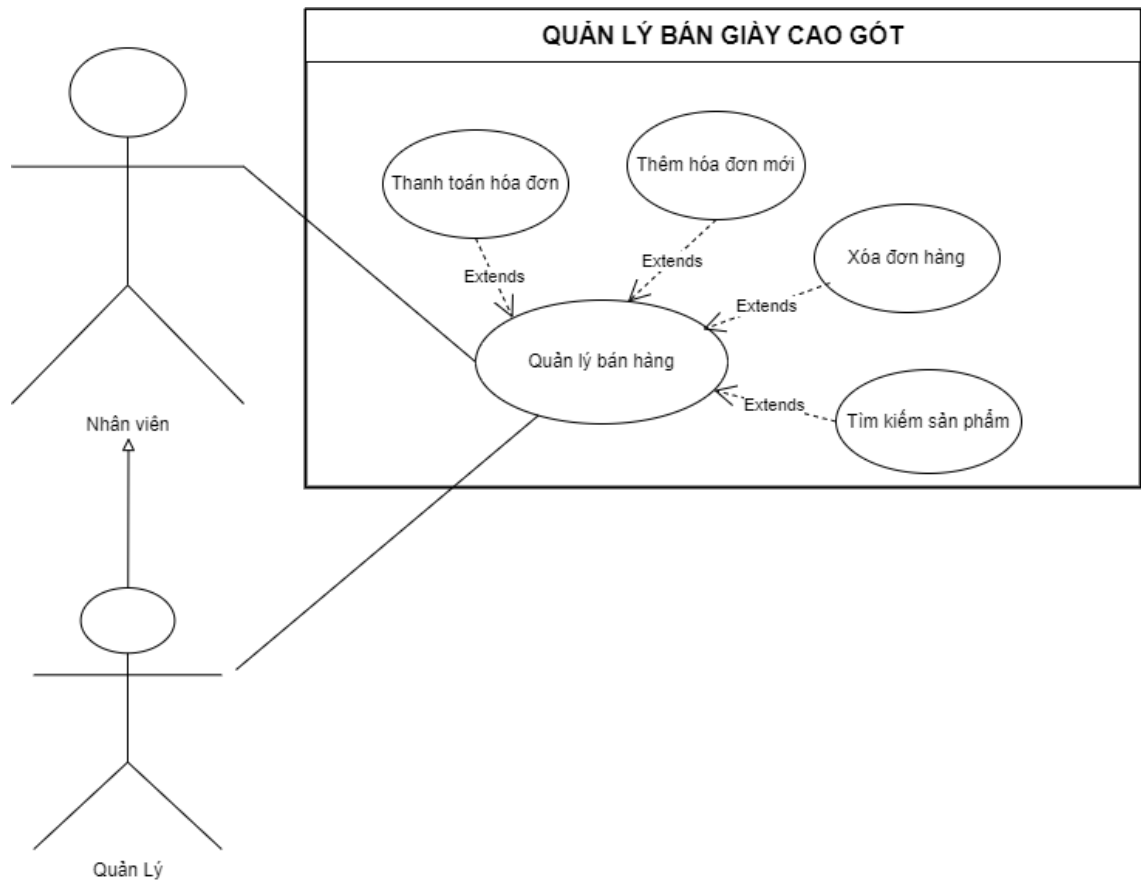 QUẢN LÝ BÁN GIÀY CAO GÓT
Thêm hóa đơn mới
Thanh toán hóa đơn
Xóa đơn hàng
Extends
Extends
Extends
Quản lý bán hàng
Extends
Tìm kiếm sản phẩm
Nhân viên
Quản Lý